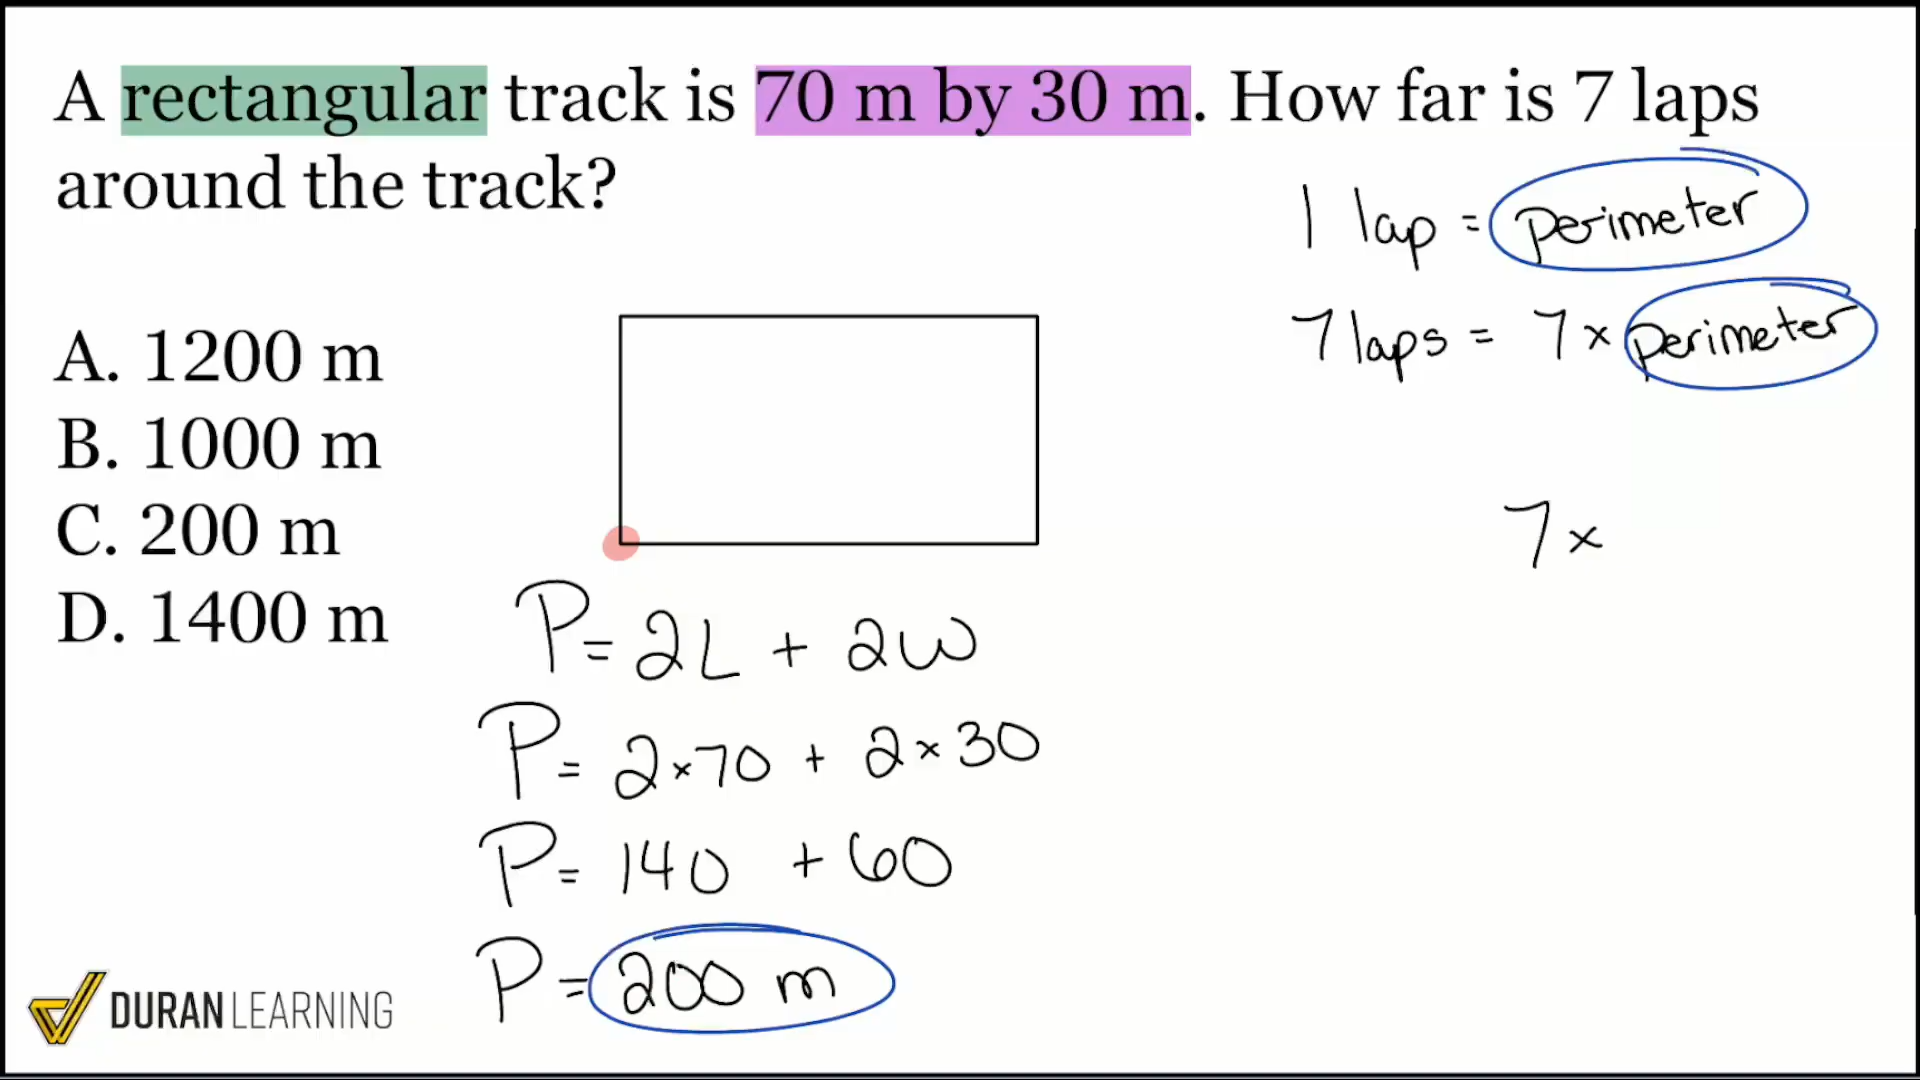 A rectangular track is 70 m by 30 m. How far is 7 laps
around the track?
1 lap = perimeter
7 laps = 7 × perimeter
A. 1200 m
B. 1000 m
C. 200 m
D. 1400 m
7 ×
P = 2L + 2W
P = 2 × 70 + 2 × 30
P = 140 + 60
P = 200 m
DURAN LEARNING